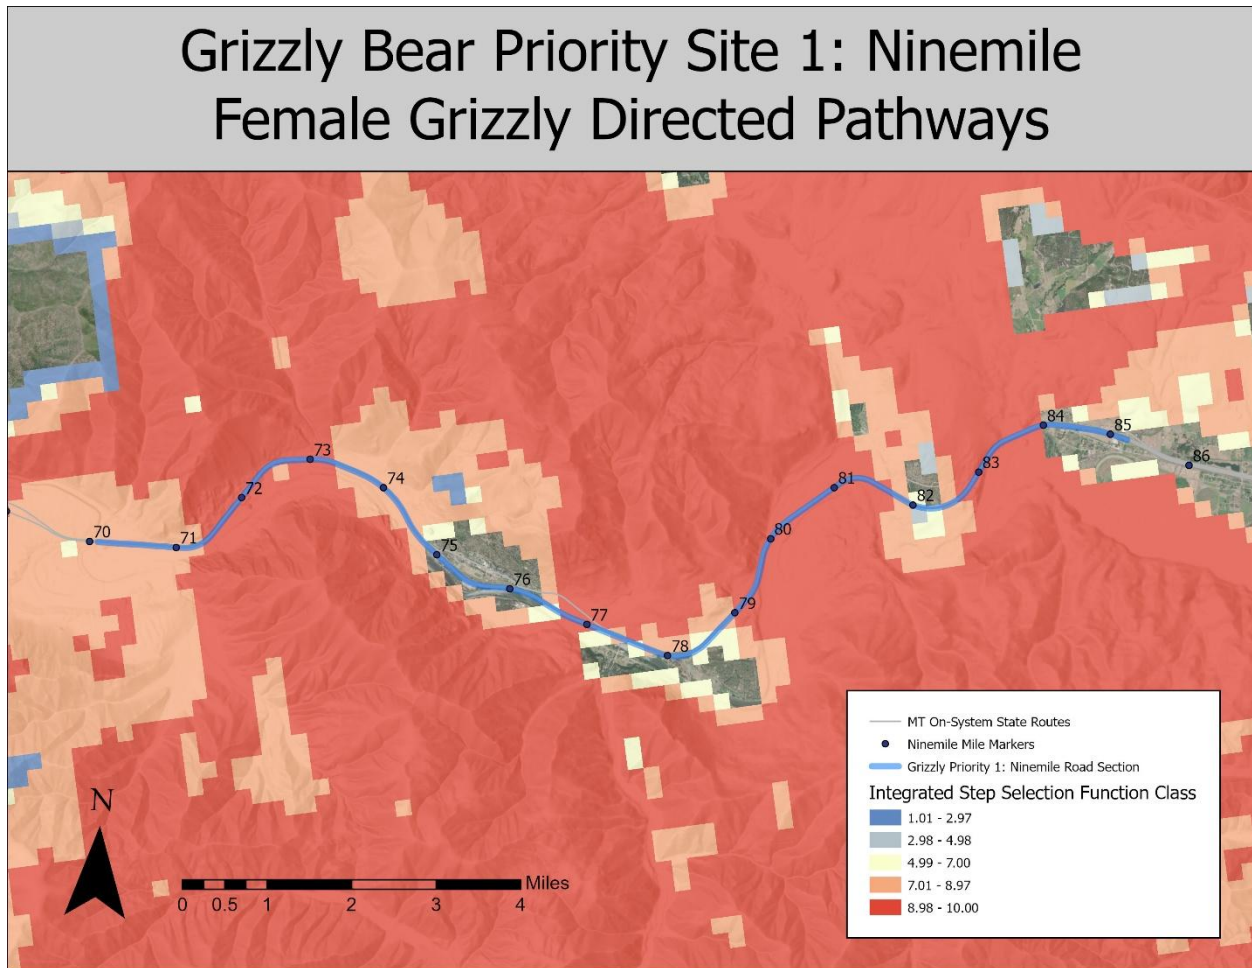 Grizzly Bear Priority Site 1: Ninemile
Female Grizzly Directed Pathways
70
71
72
73
74
75
76
77
78
79
80
81
82
83
84
85
86
N
0 0.5 1 2 3 4 Miles
MT On-System State Routes
Ninemile Mile Markers
Grizzly Priority 1: Ninemile Road Section
Integrated Step Selection Function Class
1.01 - 2.97
2.98 - 4.98
4.99 - 7.00
7.01 - 8.97
8.98 - 10.00